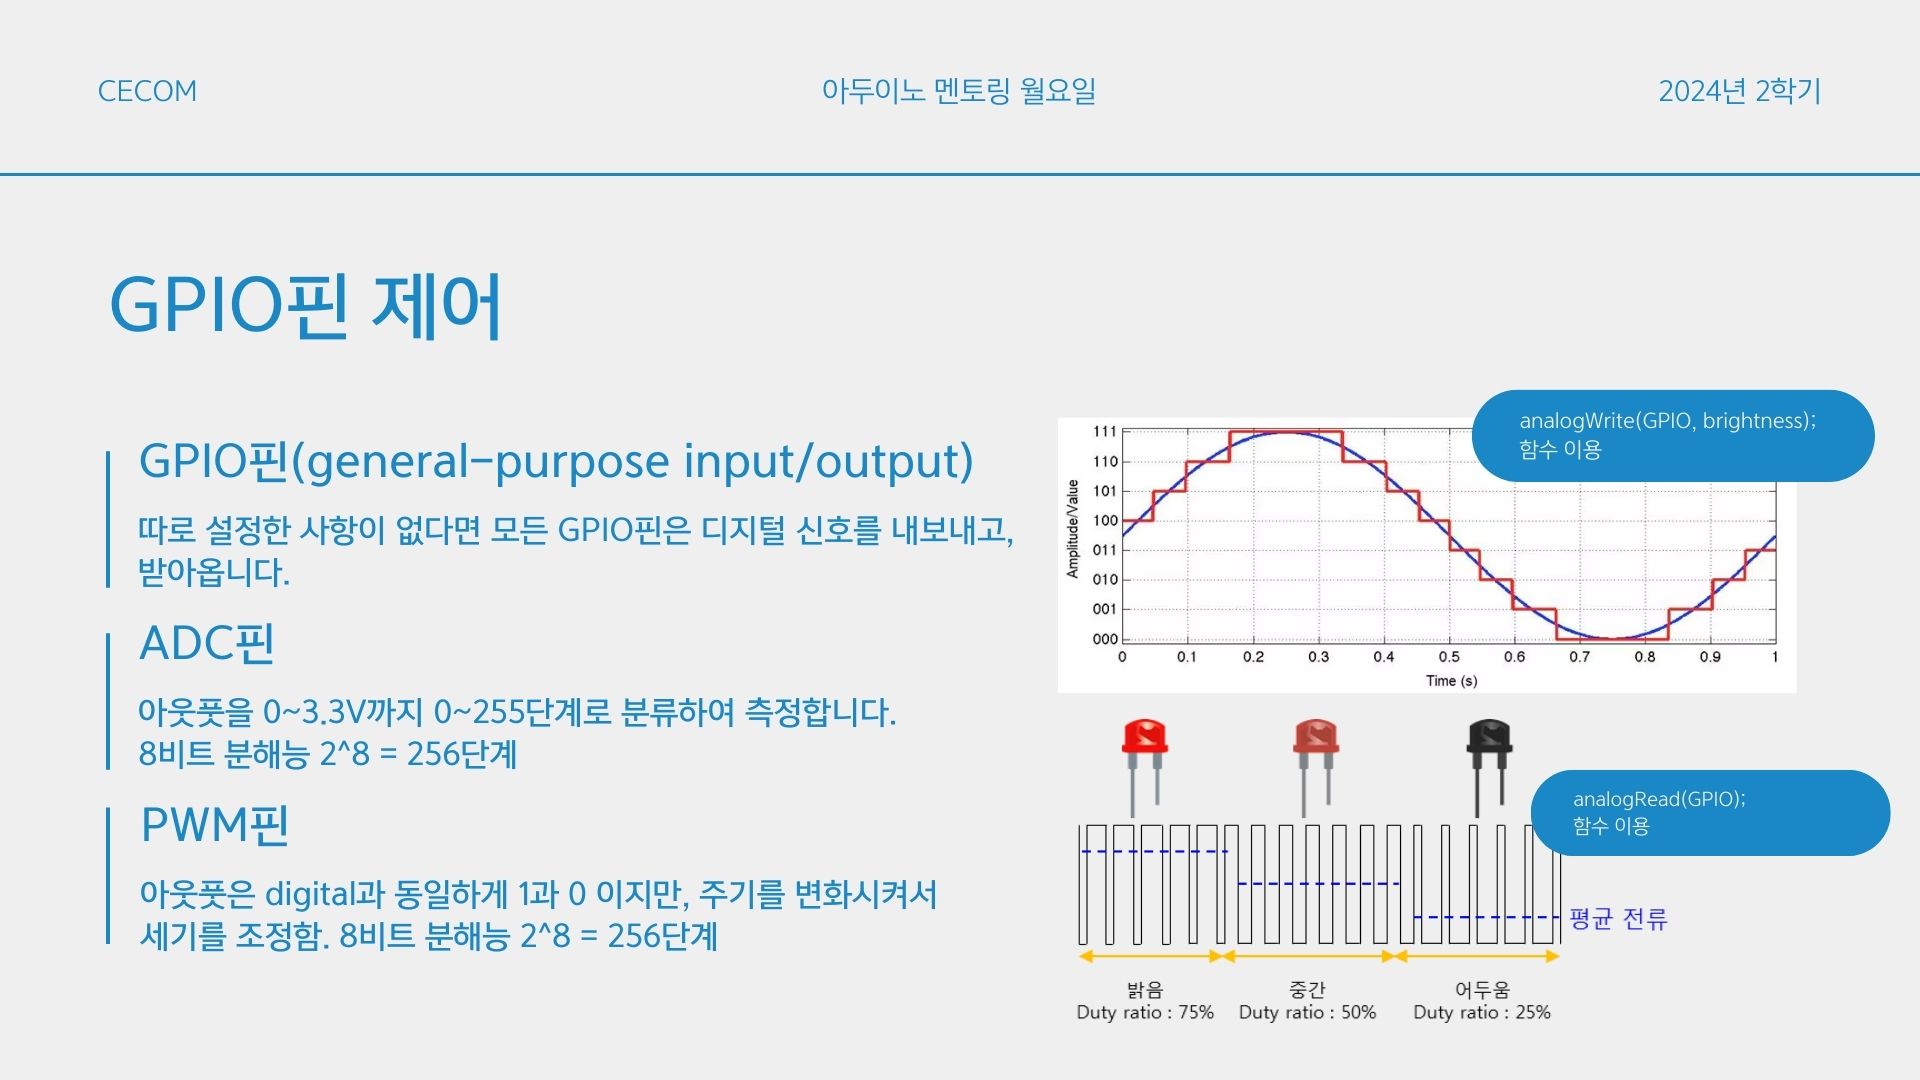 CECOM
아두이노 멘토링 월요일
2024년 2학기
GPIO핀 제어
GPIO핀(general-purpose input/output)
따로 설정한 사항이 없다면 모든 GPIO핀은 디지털 신호를 내보내고,
받아옵니다.
ADC핀
아웃풋을 0~3.3V까지 0~255단계로 분류하여 측정합니다.
8비트 분해능 2^8 = 256단계
PWM핀
아웃풋은 digital과 동일하게 1과 0 이지만, 주기를 변화시켜서
세기를 조정함. 8비트 분해능 2^8 = 256단계
analogWrite(GPIO, brightness);
함수 이용
Amplitude/Value
111
110
101
100
011
010
001
000
0 0.1 0.2 0.3 0.4 0.5 0.6 0.7 0.8 0.9 1
Time (s)
analogRead(GPIO);
함수 이용
평균 전류
밝음 중간 어두움
Duty ratio : 75% Duty ratio : 50% Duty ratio : 25%